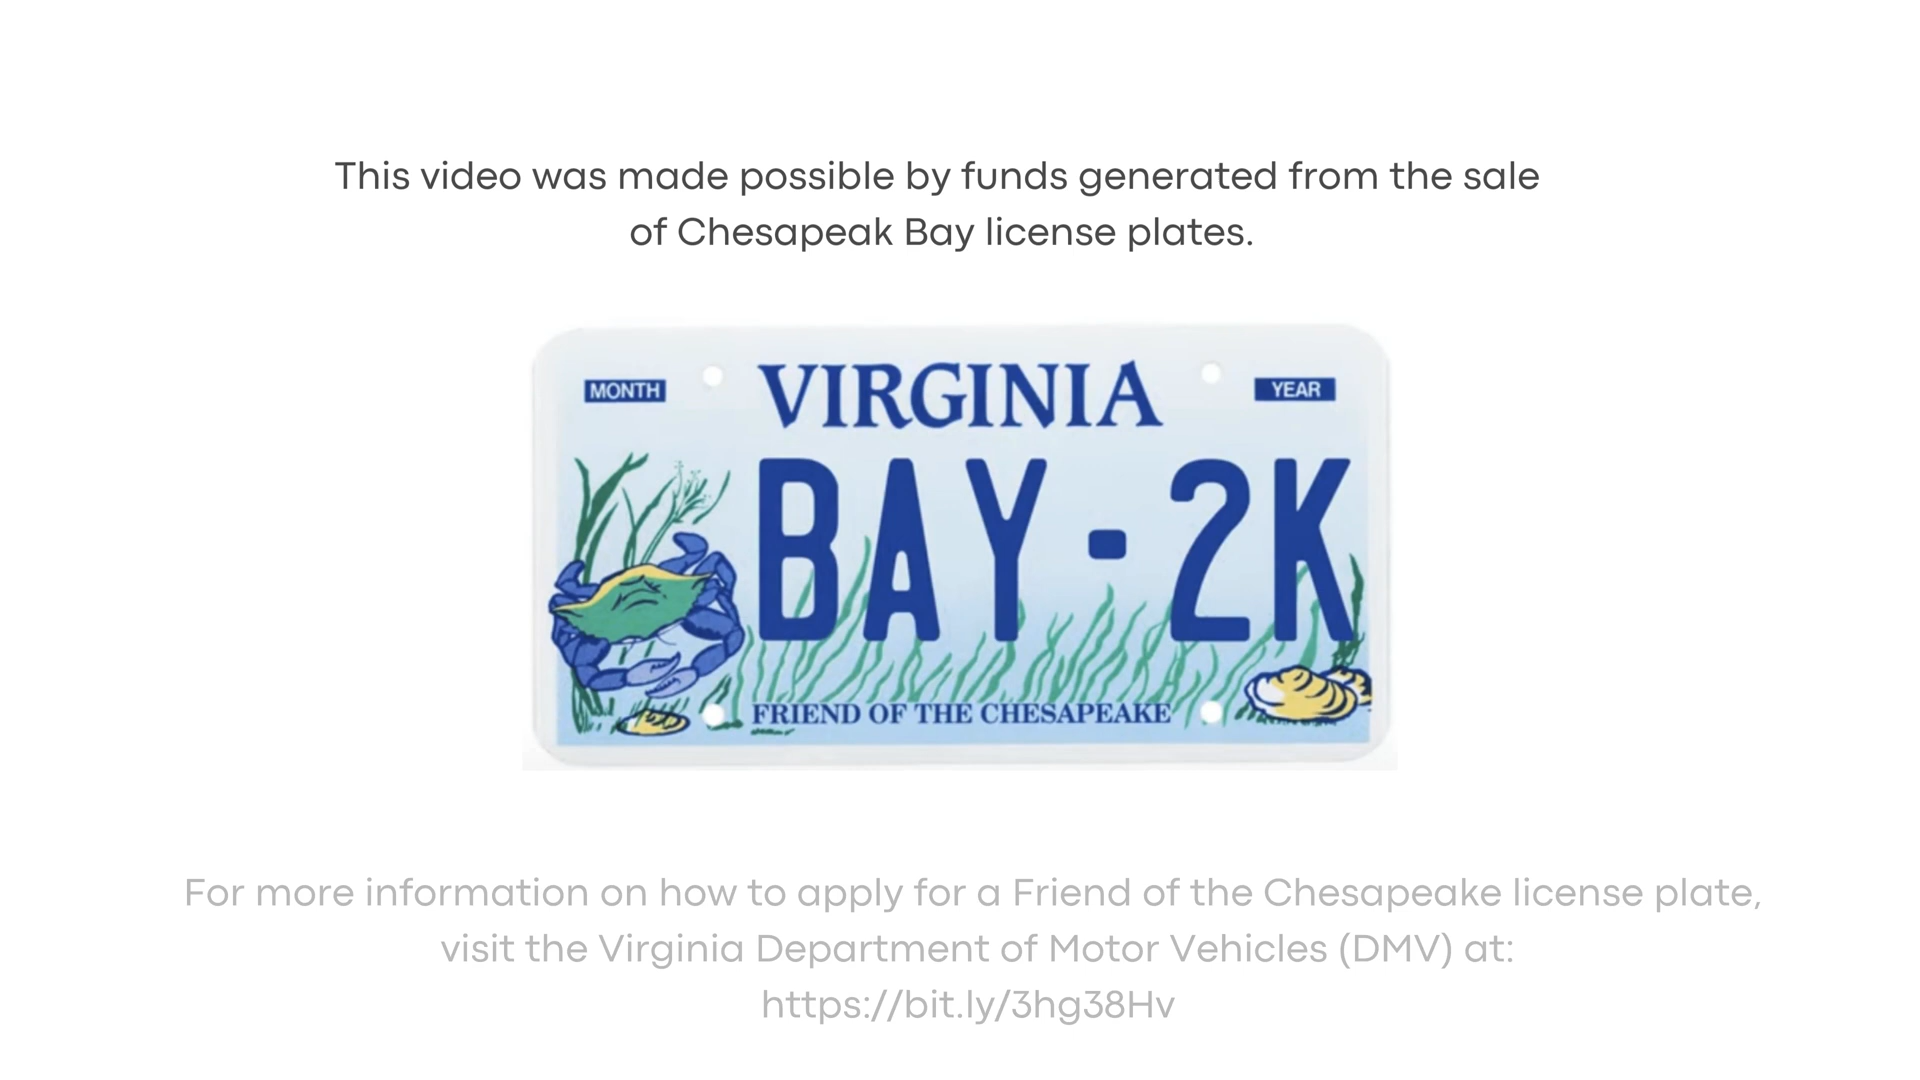 This video was made possible by funds generated from the sale
of Chesapeak Bay license plates.
MONTH
VIRGINIA
YEAR
BAY-2K
FRIEND OF THE CHESAPEAKE
For more information on how to apply for a Friend of the Chesapeake license plate,
visit the Virginia Department of Motor Vehicles (DMV) at:
https://bit.ly/3hg38Hv